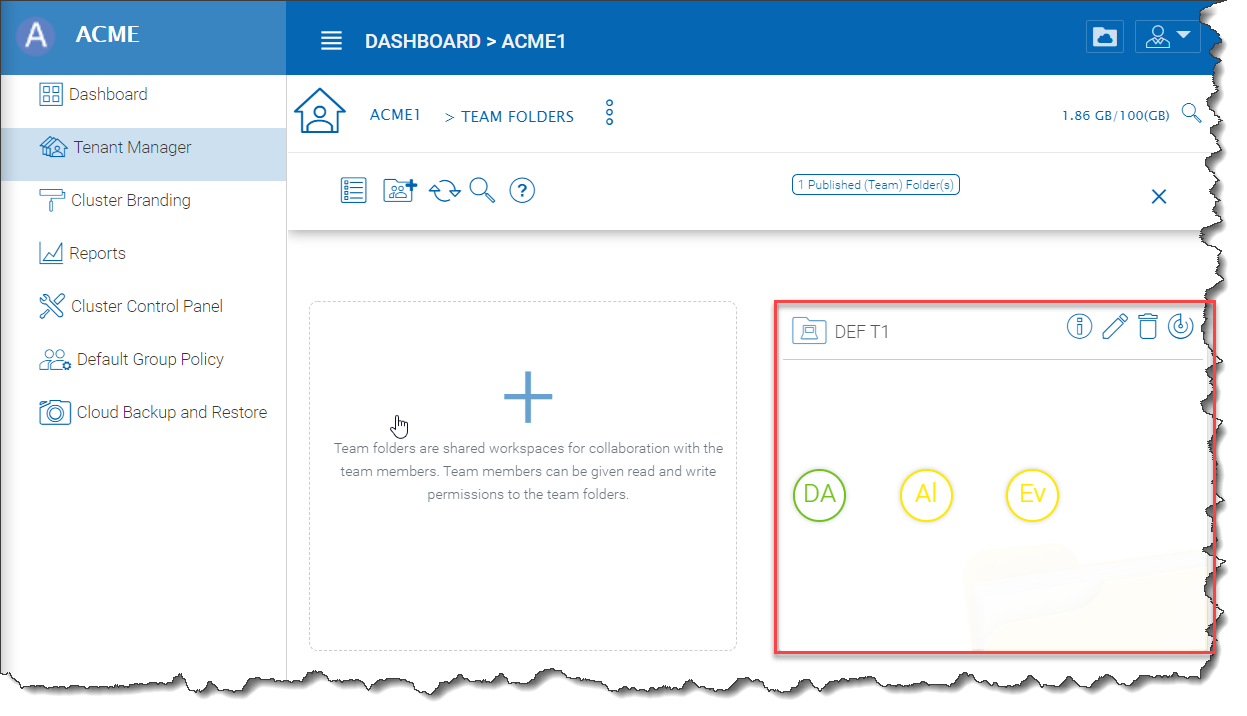 A ACME
DASHBOARD > ACME1
Dashboard
Tenant Manager
Cluster Branding
Reports
Cluster Control Panel
Default Group Policy
Cloud Backup and Restore
ACME1 > TEAM FOLDERS
1.86 GB/100(GB)
?
1 Published (Team) Folder(s)
Team folders are shared workspaces for collaboration with the
team members. Team members can be given read and write
permissions to the team folders.
DEF T1
DA Al Ev